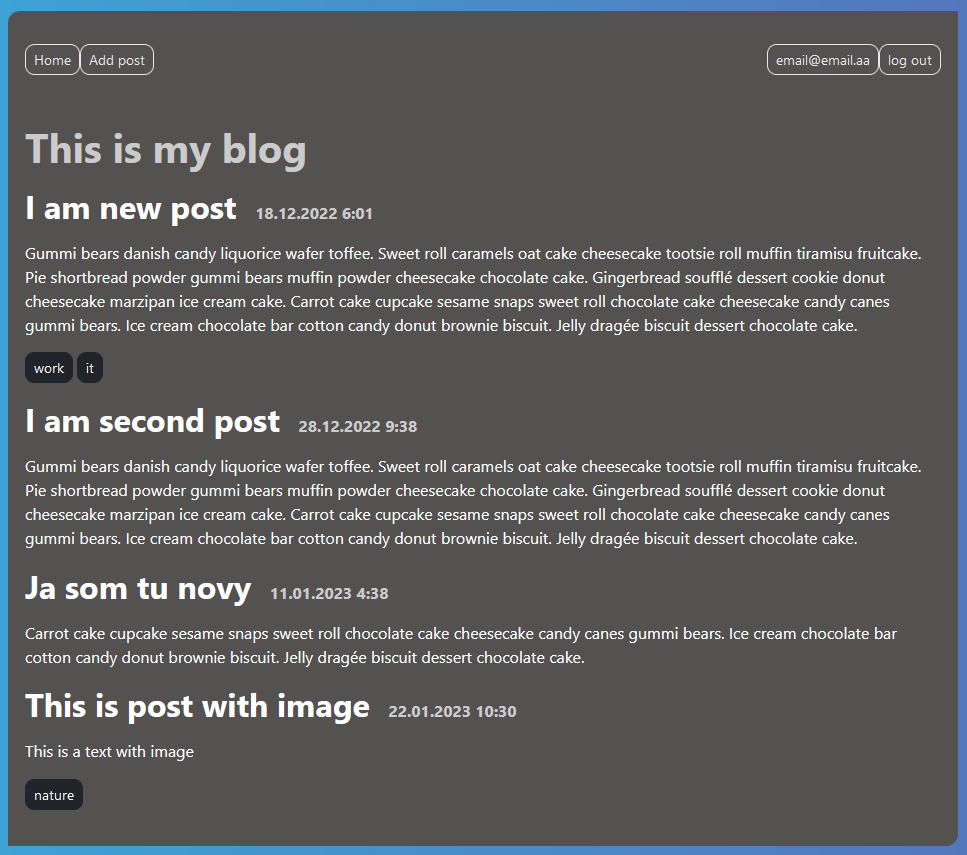 Home Add post email@email.aa log out
This is my blog
I am new post 18.12.2022 6:01
Gummi bears danish candy liquorice wafer toffee. Sweet roll caramels oat cake cheesecake tootsie roll muffin tiramisu fruitcake.
Pie shortbread powder gummi bears muffin powder cheesecake chocolate cake. Gingerbread soufflé dessert cookie donut
cheesecake marzipan ice cream cake. Carrot cake cupcake sesame snaps sweet roll chocolate cake cheesecake candy canes
gummi bears. Ice cream chocolate bar cotton candy donut brownie biscuit. Jelly dragée biscuit dessert chocolate cake.
work it
I am second post 28.12.2022 9:38
Gummi bears danish candy liquorice wafer toffee. Sweet roll caramels oat cake cheesecake tootsie roll muffin tiramisu fruitcake.
Pie shortbread powder gummi bears muffin powder cheesecake chocolate cake. Gingerbread soufflé dessert cookie donut
cheesecake marzipan ice cream cake. Carrot cake cupcake sesame snaps sweet roll chocolate cake cheesecake candy canes
gummi bears. Ice cream chocolate bar cotton candy donut brownie biscuit. Jelly dragée biscuit dessert chocolate cake.
Ja som tu novy 11.01.2023 4:38
Carrot cake cupcake sesame snaps sweet roll chocolate cake cheesecake candy canes gummi bears. Ice cream chocolate bar
cotton candy donut brownie biscuit. Jelly dragée biscuit dessert chocolate cake.
This is post with image 22.01.2023 10:30
This is a text with image
nature